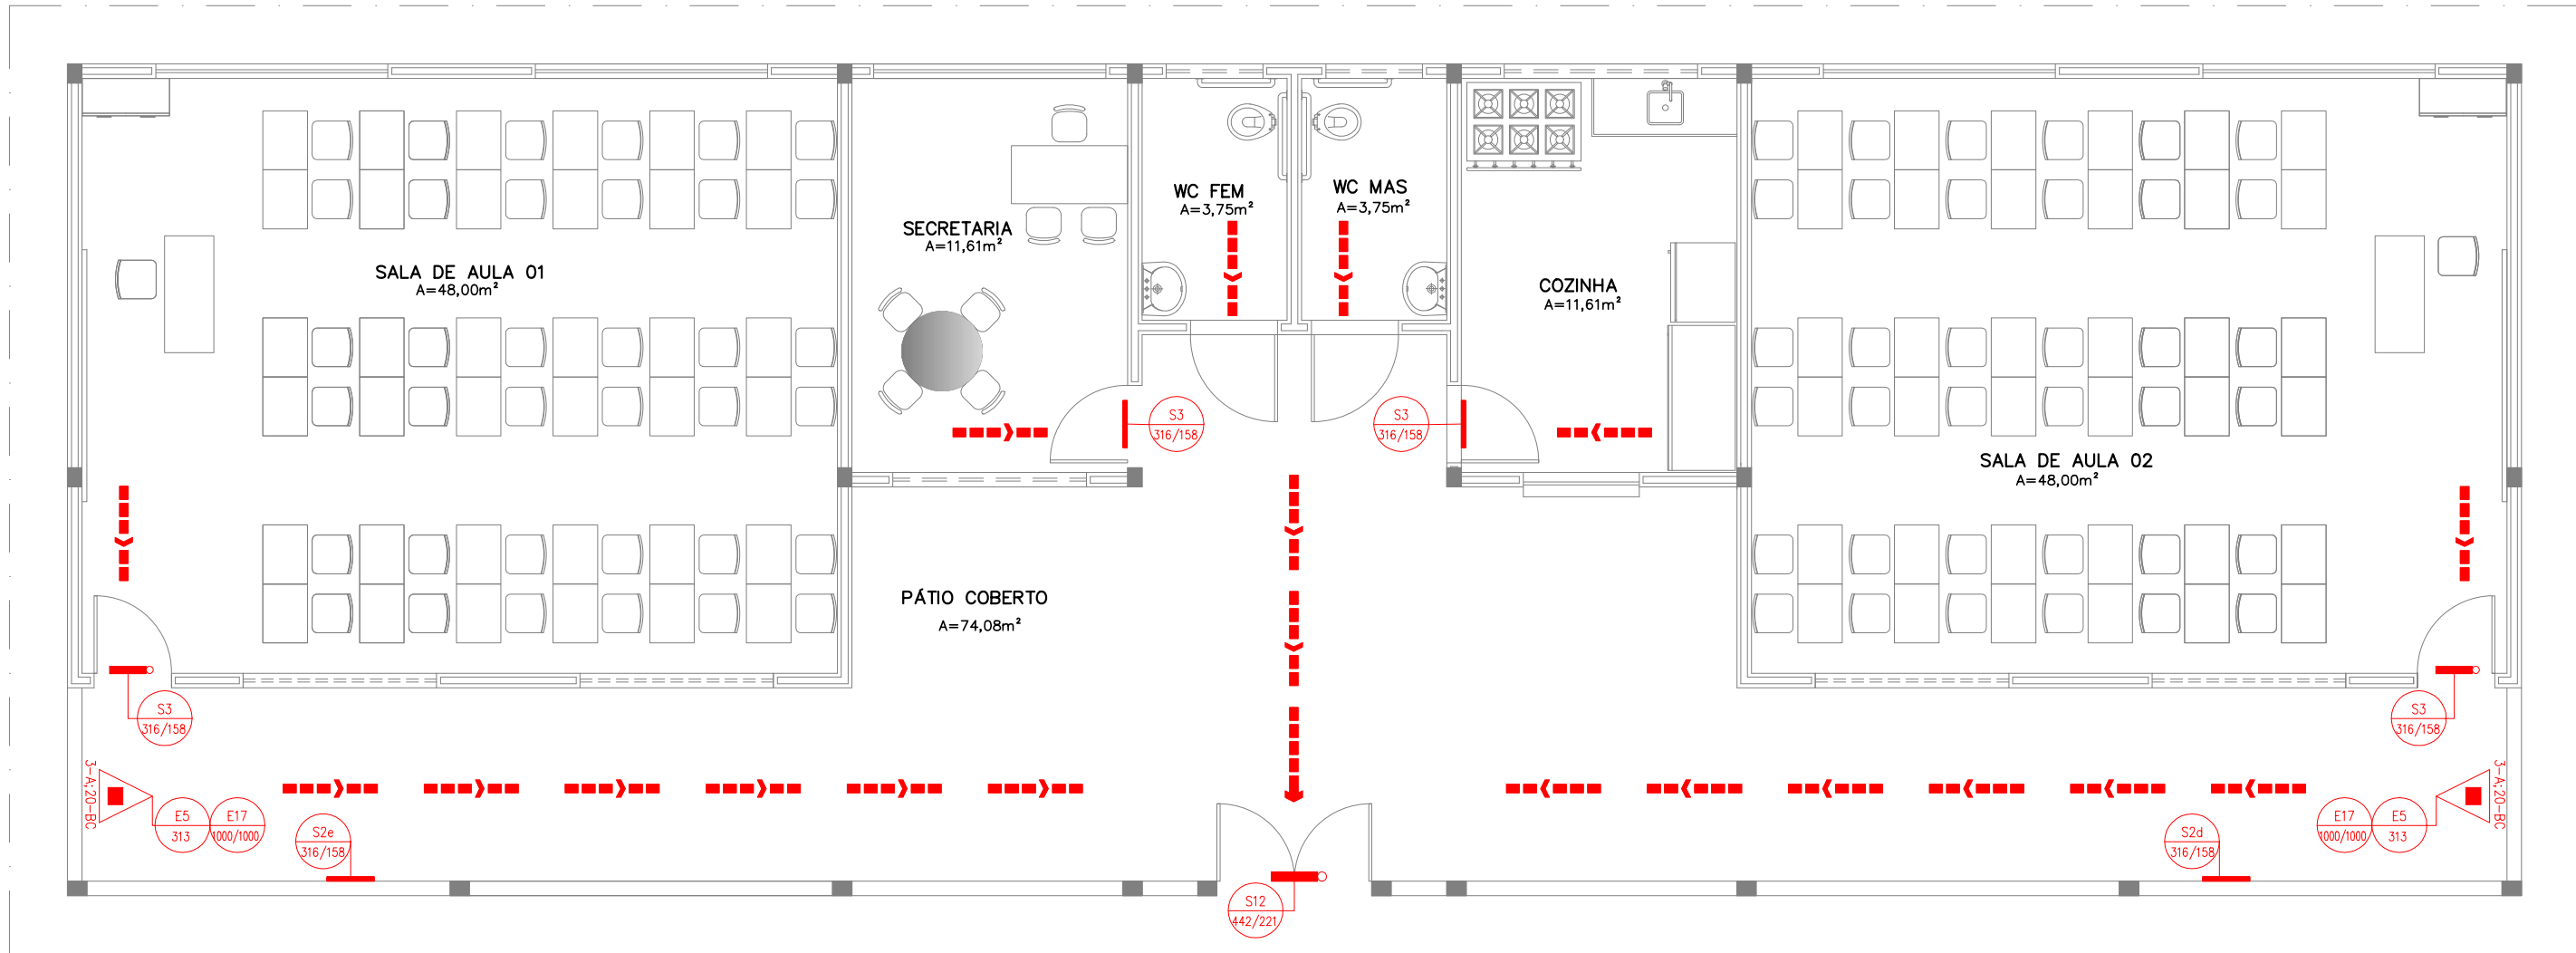 WC FEM
A=3,75m²
WC MAS
A=3,75m²
SECRETARIA
A=11,61m²
SALA DE AULA 01
A=48,00m²
COZINHA
A=11,61m²
SALA DE AULA 02
A=48,00m²
S3
316/158
S3
316/158
PÁTIO COBERTO
A=74,08m²
S3
316/158
S3
316/158
3-A;20-BC
E5
313
E17
1000/1000
S2e
316/158
S2d
316/158
E17
1000/1000
E5
313
3-A;20-BC
S12
442/221